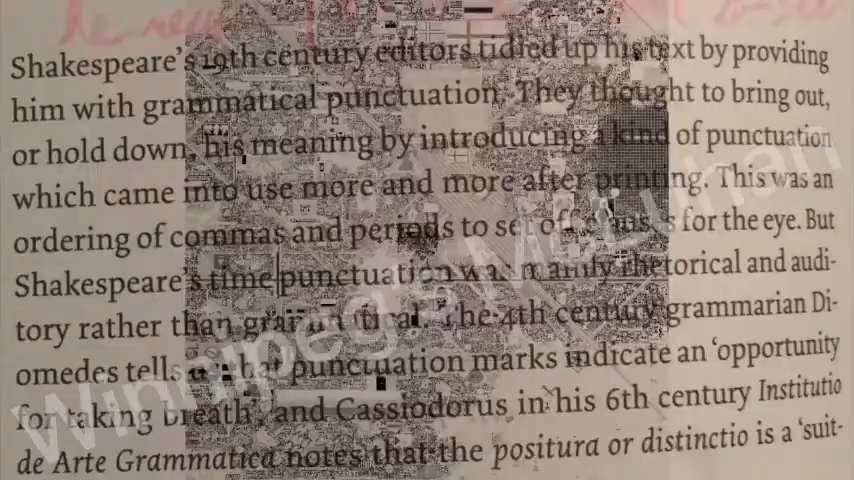 Shakespeare's 19th century editors tidied up his text by providing
him with grammatical punctuation. They thought to bring out,
or hold down, his meaning by introducing a kind of punctuation
which came into use more and more after printing. This was an
ordering of commas and periods to set off clauses for the eye. But
Shakespeare's time punctuation was mainly rhetorical and audi-
tory rather than grammatical. The 4th century grammarian Di-
omedes tells us that punctuation marks indicate an 'opportunity
for taking breath', and Cassiodorus in his 6th century Institutio
de Arte Grammatica notes that the positura or distinctio is a 'suit-
Winnipeg's McLuhan